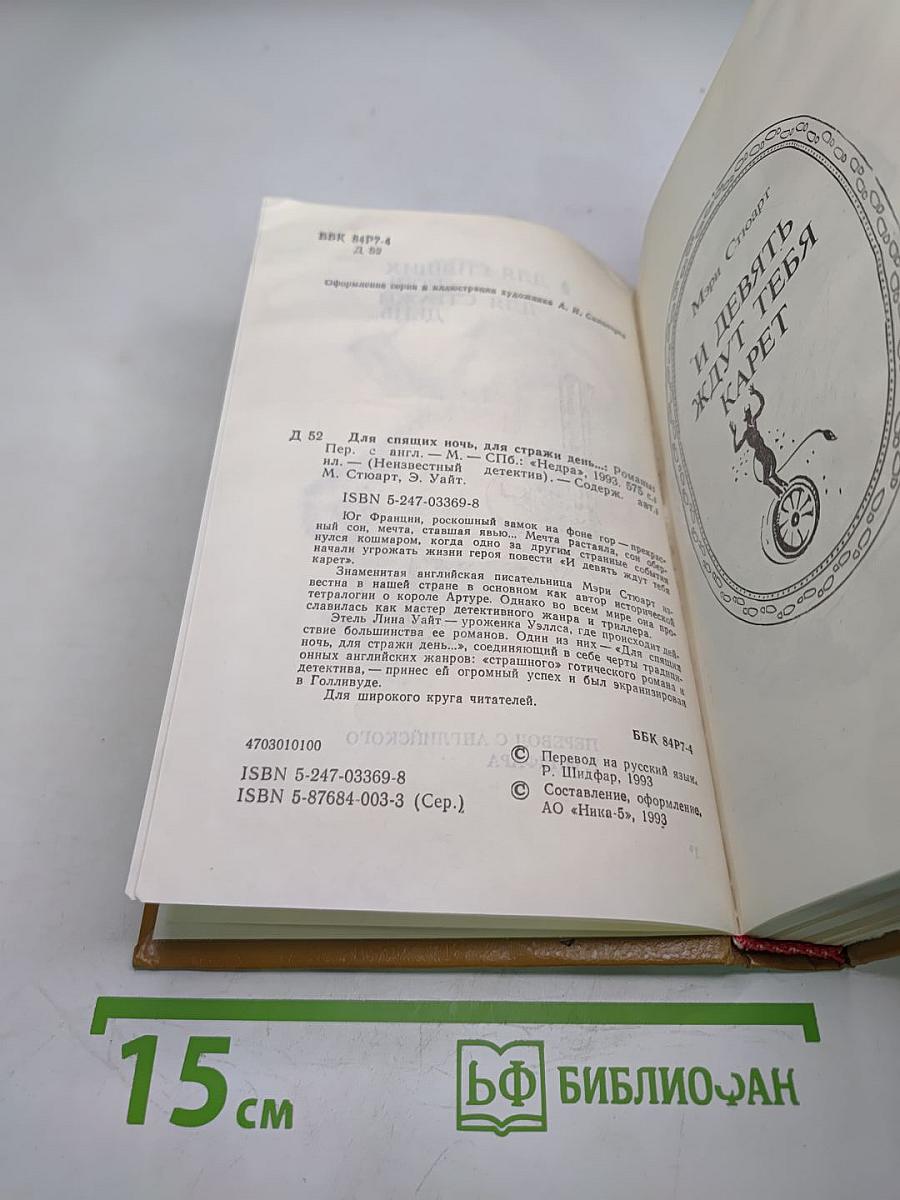 ББК 84Р7-4
Д 52
Оформление серии и иллюстрации художника А. И.
Д 52 Для спящих ночь, для стражи день...: Романы:
Пер. с англ. — М. — СПб.: «Недра», 1993. 575 с.:
ил. — (Неизвестный детектив). — Содерж. авт.:
М. Стюарт, Э. Уайт.
ISBN 5-247-03369-8
Юг Франции, роскошный замок на фоне гор — прекрас-
ный сон, мечта, ставшая явью... Мечта растаяла, сон обер-
нулся кошмаром, когда одно за другим странные события
начали угрожать жизни героя повести «И девять ждут тебя
карет».
Знаменитая английская писательница Мэри Стюарт из-
вестна в нашей стране в основном как автор исторической
тетралогии о короле Артуре. Однако во всем мире она про-
славилась как мастер детективного жанра и триллера.
Этель Лина Уайт — уроженка Уэллса, где происходит дей-
ствие большинства ее романов. Один из них — «Для спящих
ночь, для стражи день...», соединяющий в себе черты традици-
онных английских жанров: «страшного» готического романа и
детектива, — принес ей огромный успех и был экранизирован
в Голливуде.
Для широкого круга читателей.
ББК 84Р7-4
4703010100
ISBN 5-247-03369-8
ISBN 5-87684-003-3 (Сер.)
© Перевод на русский язык.
Р. Шидфар, 1993
© Составление, оформление.
АО «Ника-5», 1993
1*
Мэри Стюарт
И ДЕВЯТЬ
ЖДУТ ТЕБЯ
КАРЕТ
15 см
БФ БИБЛИОФАН